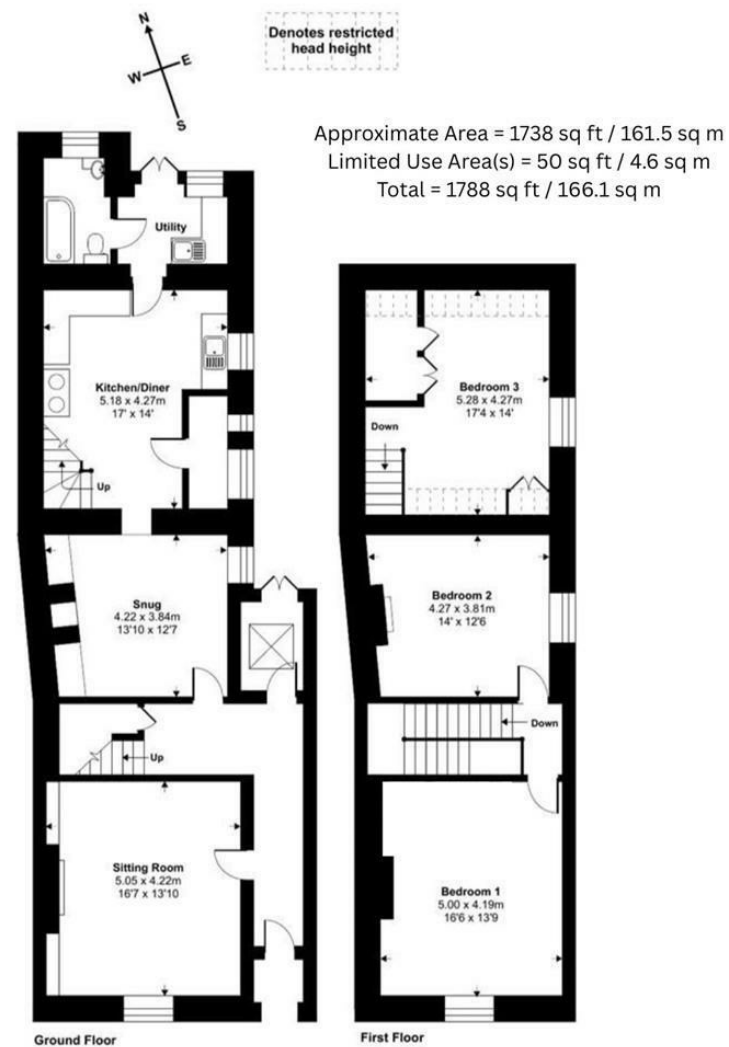 N
W
E
S
Denotes restricted
head height
Approximate Area = 1738 sq ft / 161.5 sq m
Limited Use Area(s) = 50 sq ft / 4.6 sq m
Total = 1788 sq ft / 166.1 sq m
Utility
Kitchen/Diner
5.18 x 4.27m
17' x 14'
Up
Snug
4.22 x 3.84m
13'10 x 12'7
Up
Sitting Room
5.05 x 4.22m
16'7 x 13'10
Ground Floor
Bedroom 3
5.28 x 4.27m
17'4 x 14'
Down
Bedroom 2
4.27 x 3.81m
14' x 12'6
Down
Bedroom 1
5.00 x 4.19m
16'6 x 13'9
First Floor